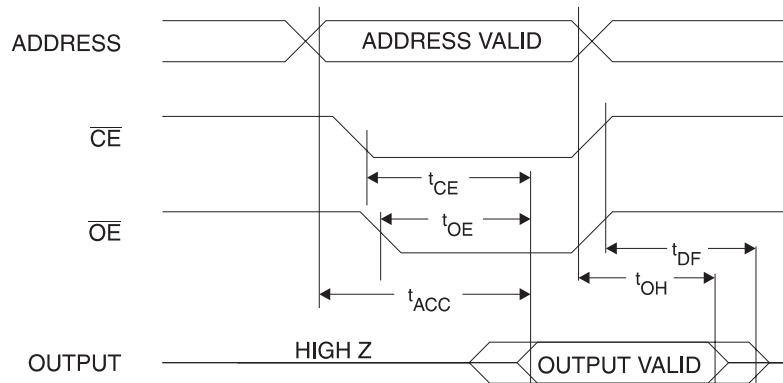 ADDRESS
ADDRESS VALID
CE
tCE
OE
tOE
tDF
tOH
tACC
OUTPUT
HIGH Z
OUTPUT VALID